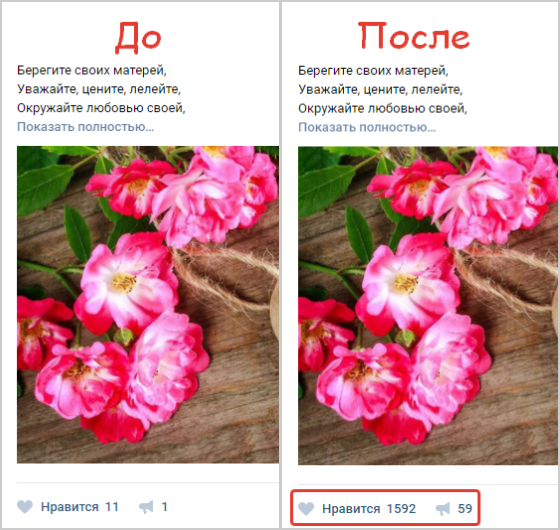 До
Берегите своих матерей,
Уважайте, цените, лелейте,
Окружайте любовью своей,
Показать полностью…
Нравится 11 1
После
Берегите своих матерей,
Уважайте, цените, лелейте,
Окружайте любовью своей,
Показать полностью…
Нравится 1592 59